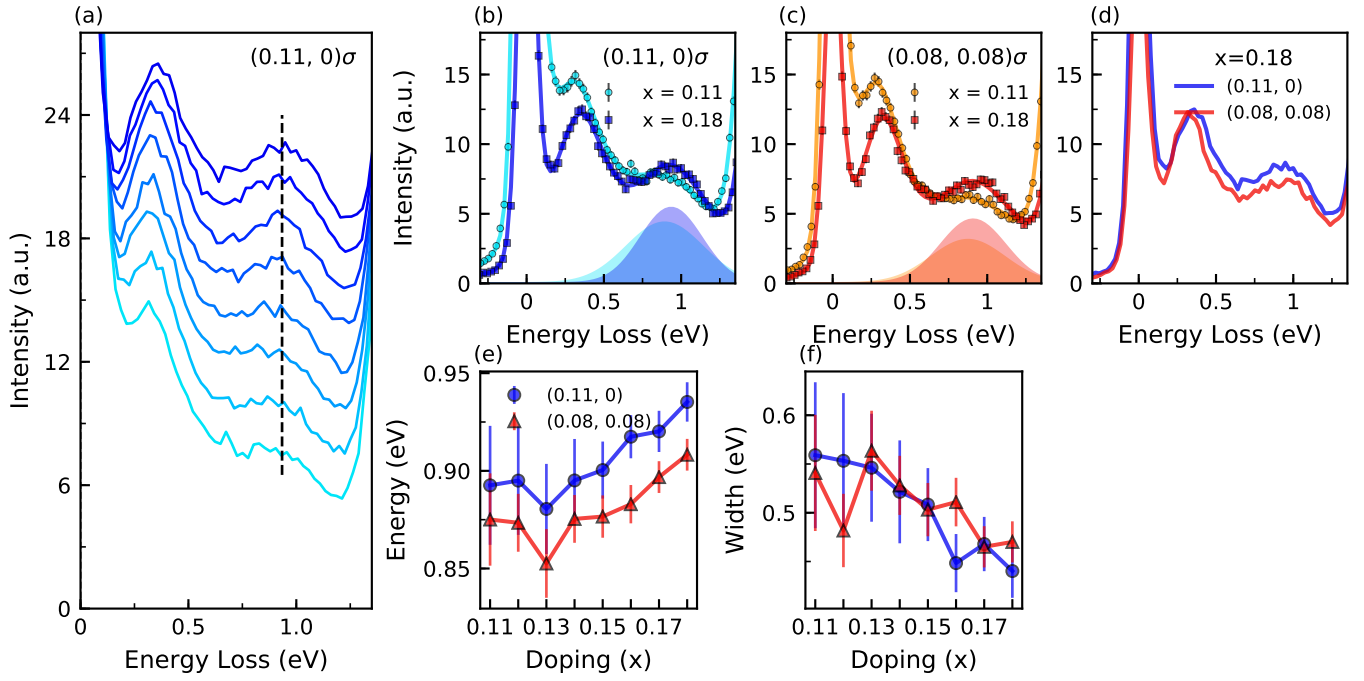 (a)
(0.11, 0)σ
24
18
12
6
0
0
0.5
1.0
Intensity (a.u.)
Energy Loss (eV)
(b)
(0.11, 0)σ
x = 0.11
x = 0.18
15
10
5
0
0
0.5
1
Intensity (a.u.)
Energy Loss (eV)
(c)
(0.08, 0.08)σ
x = 0.11
x = 0.18
15
10
5
0
0
0.5
1
Energy Loss (eV)
(d)
x=0.18
(0.11, 0)
(0.08, 0.08)
15
10
5
0
0
0.5
1
Energy Loss (eV)
(e)
(0.11, 0)
(0.08, 0.08)
0.95
0.90
0.85
0.11
0.13
0.15
0.17
Energy (eV)
Doping (x)
(f)
0.6
0.5
0.11
0.13
0.15
0.17
Width (eV)
Doping (x)